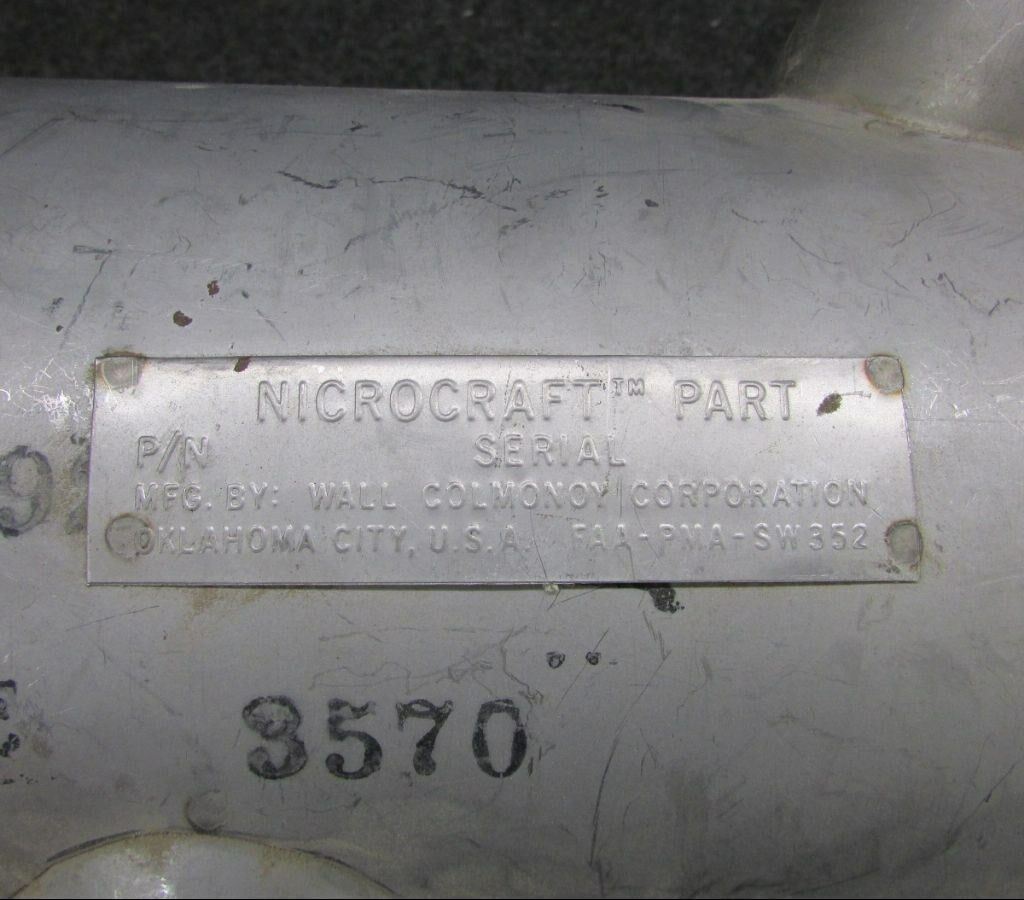 NICROCRAFT™ PART
P/N SERIAL
MFG. BY: WALL COLMONOY CORPORATION
OKLAHOMA CITY, U.S.A. FAA-PMA-SW352
3570